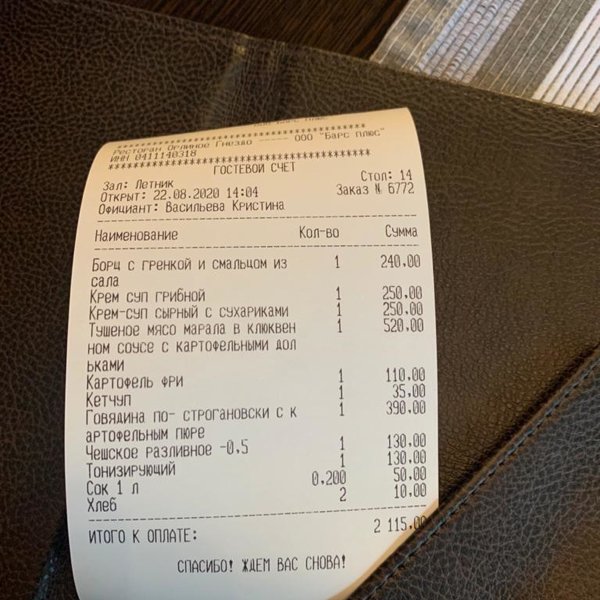 Ресторан Орлиное Гнездо ----- ООО "Барс плюс"
ИНН 0411140318
ГОСТЕВОЙ СЧЕТ
Зал: Летник Стол: 14
Открыт: 22.08.2020 14:04 Заказ № 6772
Официант: Васильева Кристина
Наименование Кол-во Сумма
Борщ с гренкой и смальцом из 1 240.00
сала
Крем суп грибной 1 250.00
Крем-суп сырный с сухариками 1 250.00
Тушеное мясо марала в клюквен 1 520.00
ном соусе с картофельными дол
ьками
Картофель фри 1 110.00
Кетчуп 1 35.00
Говядина по- строгановски с к 1 390.00
артофельным пюре
Чешское разливное -0,5 1 130.00
Тонизирующий 1 130.00
Сок 1 л 0.200 50.00
Хлеб 2 10.00
ИТОГО К ОПЛАТЕ: 2 115.00
СПАСИБО! ЖДЕМ ВАС СНОВА!